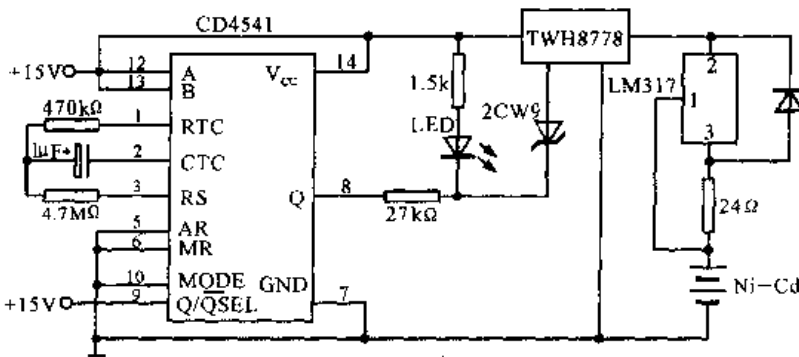 CD4541
TWH8778
+15V
12
A
13
B
V_CC
14
1.5k
2CW9
LM317
2
1
3
470kΩ
1
RTC
LED
1μF+
2
CTC
4.7MΩ
3
RS
Q
8
27kΩ
24Ω
5
AR
6
MR
10
MODE
GND
7
+15V
9
Q/Q̅S̅E̅L̅
Ni-Cd